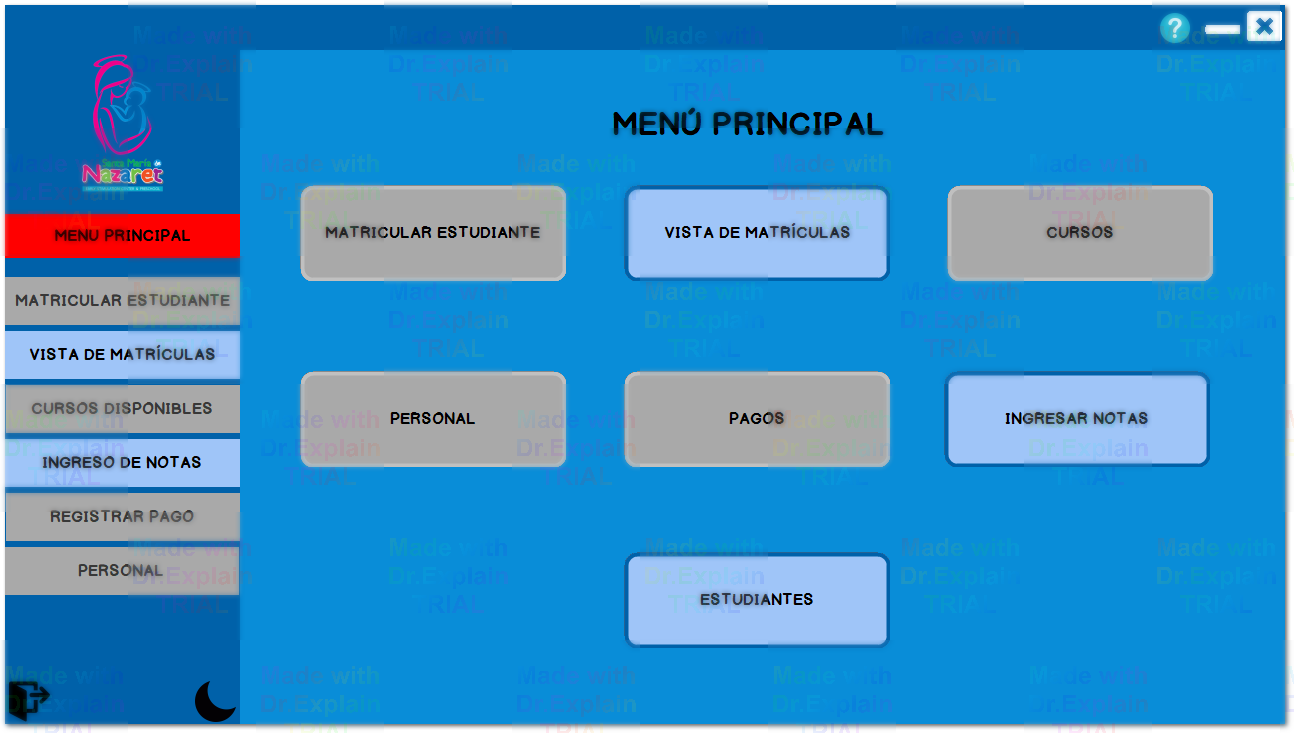 ?
Santa María de
Nazaret
MENÚ PRINCIPAL
MENU PRINCIPAL
MATRICULAR ESTUDIANTE
VISTA DE MATRÍCULAS
CURSOS DISPONIBLES
INGRESO DE NOTAS
REGISTRAR PAGO
PERSONAL
MATRICULAR ESTUDIANTE
VISTA DE MATRÍCULAS
CURSOS
PERSONAL
PAGOS
INGRESAR NOTAS
ESTUDIANTES
Made with
Dr.Explain
TRIAL